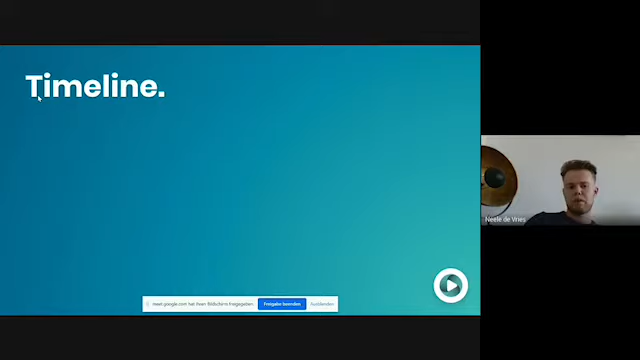 Timeline.
Neele de Vries
meet.google.com hat Ihren Bildschirm freigegeben.
Freigabe beenden
Ausblenden